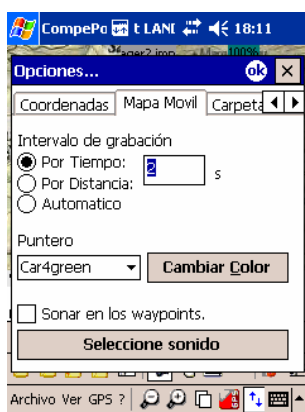 CompePo t LANI 18:11
Opciones... ok
Coordenadas Mapa Movil Carpeta
Intervalo de grabación
Por Tiempo: 2 s
Por Distancia:
Automatico
Puntero
Car4green Cambiar Color
Sonar en los waypoints.
Seleccione sonido
Archivo Ver GPS ?